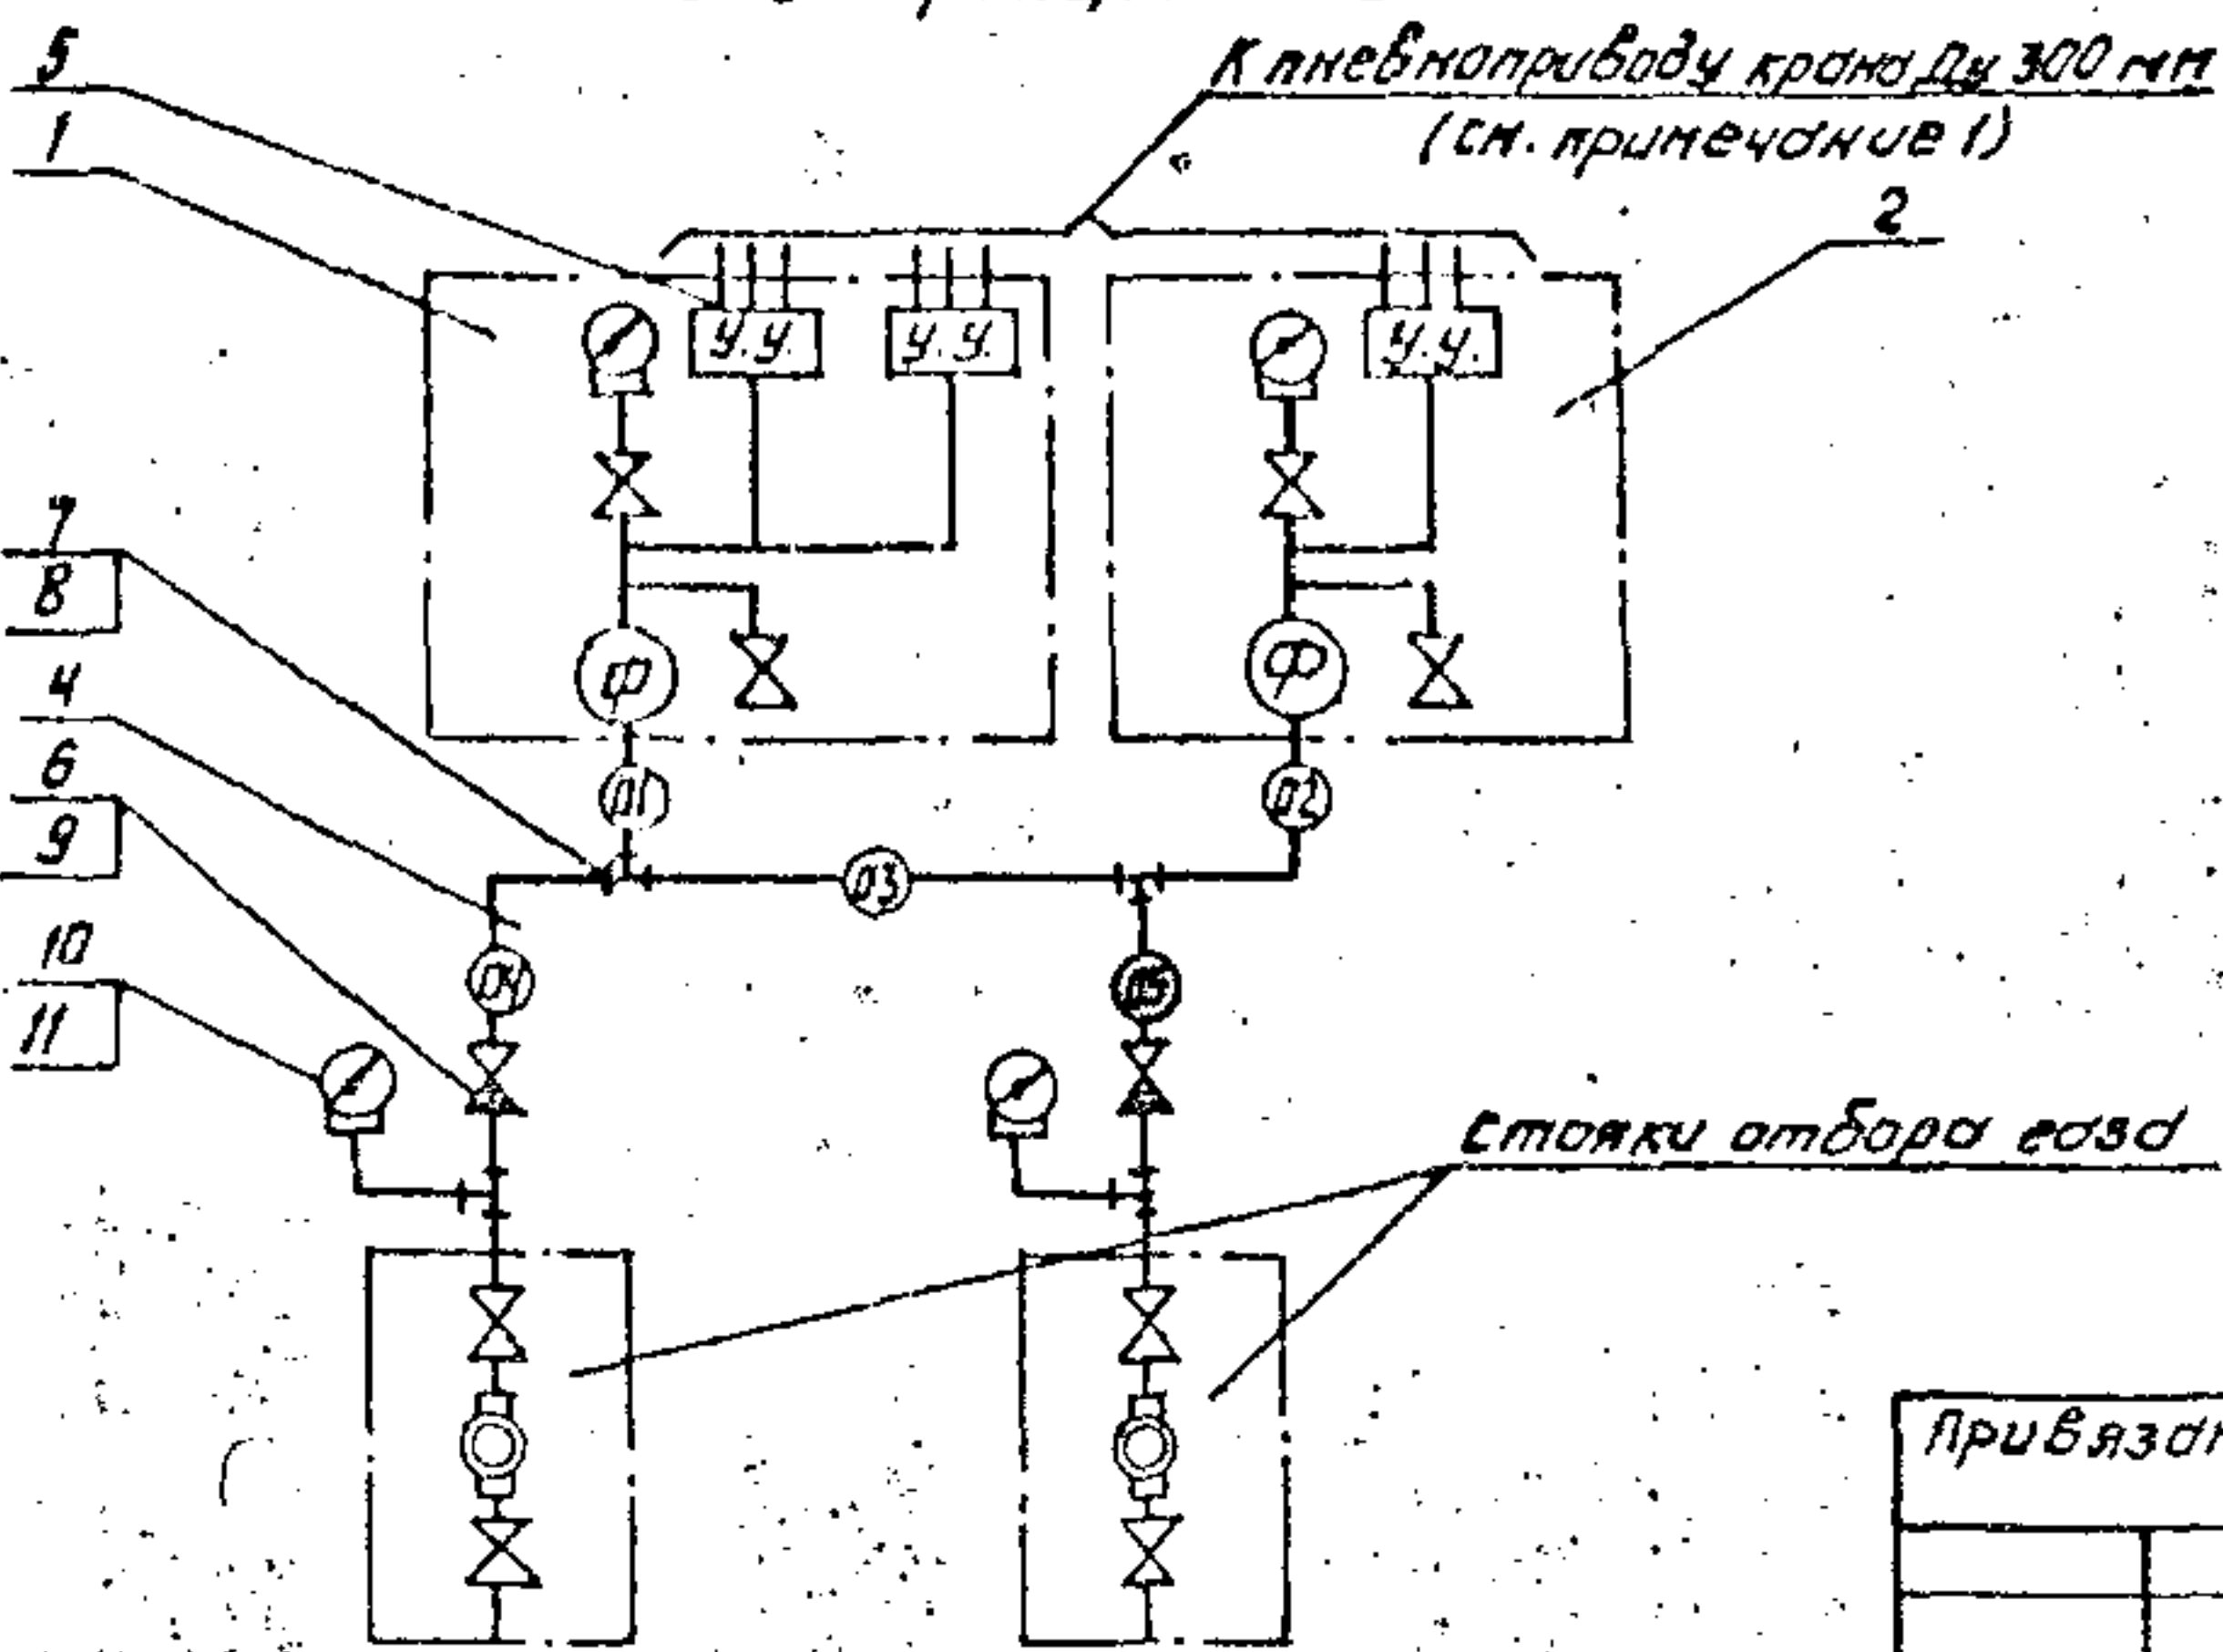 5
К пневмоприводу крана Ду 300 мм
1
(см. примечание 1)
2
У.У.
У.У.
У.У.
7
8
4
Ф
Ф
6
01
02
9
03
10
04
05
11
Стояки отбора газа
Привязан